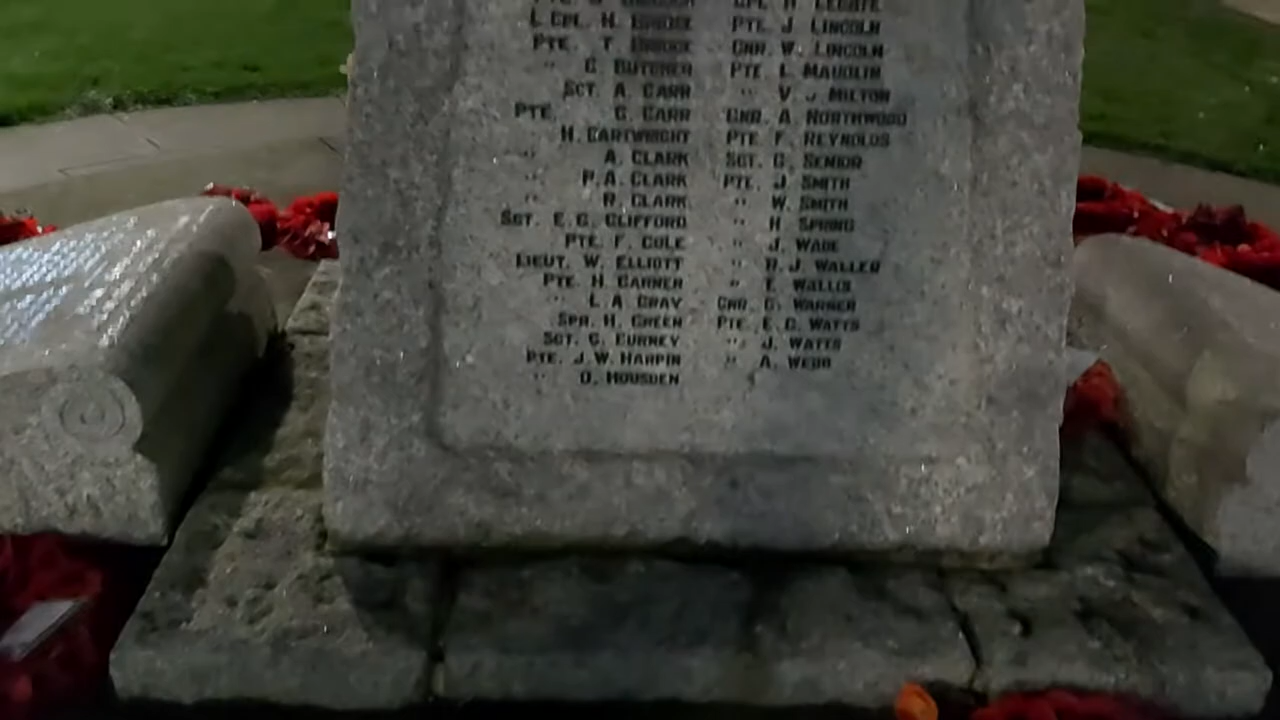 L.CPL. H. BRIDGE
PTE. T. BRIDGE
" G. BUTCHER
SGT. A. CARR
PTE. G. CARR
H. CARTWRIGHT
" A. CLARK
" P.A. CLARK
" R. CLARK
SGT. E.G. CLIFFORD
PTE. F. COLE
LIEUT. W. ELLIOTT
PTE. H. GARNER
" L.A. GRAY
SPR. H. GREEN
SGT. G. GURNEY
PTE. J.W. HARPIN
" O. HOUSDEN
CPL. H. LEGATE
PTE. J. LINCOLN
GNR. W. LINCOLN
PTE. L. MAUDLIN
" V. J. MILTON
GNR. A. NORTHWOOD
PTE. F. REYNOLDS
SGT. G. SENIOR
PTE. J. SMITH
" W. SMITH
" H. SPRING
" J. WADE
" R.J. WALLER
" E. WALLIS
GNR. G. WARNER
PTE. E.G. WATTS
" J. WATTS
" A. WEBB